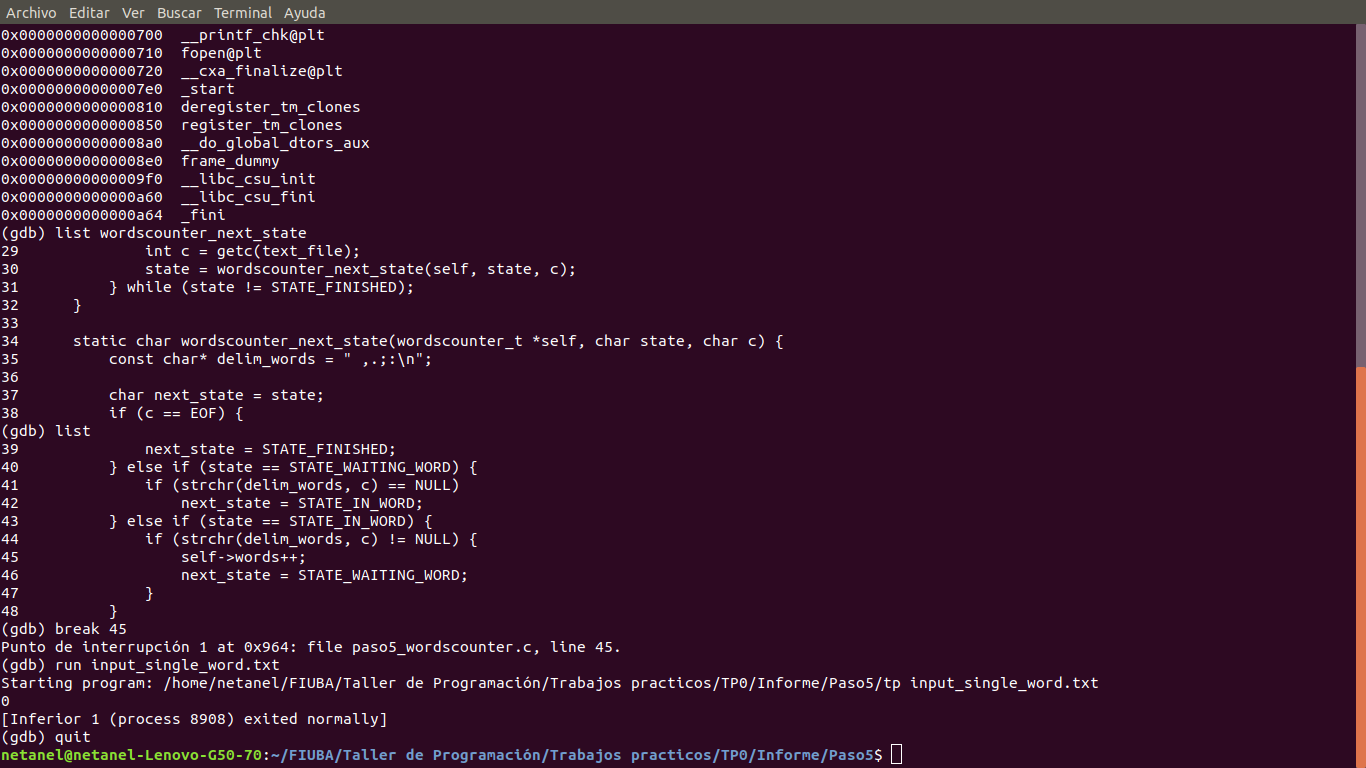 Archivo Editar Ver Buscar Terminal Ayuda
0x0000000000000700  __printf_chk@plt
0x0000000000000710  fopen@plt
0x0000000000000720  __cxa_finalize@plt
0x00000000000007e0  _start
0x0000000000000810  deregister_tm_clones
0x0000000000000850  register_tm_clones
0x00000000000008a0  __do_global_dtors_aux
0x00000000000008e0  frame_dummy
0x00000000000009f0  __libc_csu_init
0x0000000000000a60  __libc_csu_fini
0x0000000000000a64  _fini
(gdb) list wordscounter_next_state
29              int c = getc(text_file);
30              state = wordscounter_next_state(self, state, c);
31          } while (state != STATE_FINISHED);
32      }
33
34      static char wordscounter_next_state(wordscounter_t *self, char state, char c) {
35          const char* delim_words = " ,.;:\n";
36
37          char next_state = state;
38          if (c == EOF) {
(gdb) list
39              next_state = STATE_FINISHED;
40          } else if (state == STATE_WAITING_WORD) {
41              if (strchr(delim_words, c) == NULL)
42                  next_state = STATE_IN_WORD;
43          } else if (state == STATE_IN_WORD) {
44              if (strchr(delim_words, c) != NULL) {
45                  self->words++;
46                  next_state = STATE_WAITING_WORD;
47              }
48          }
(gdb) break 45
Punto de interrupción 1 at 0x964: file paso5_wordscounter.c, line 45.
(gdb) run input_single_word.txt
Starting program: /home/netanel/FIUBA/Taller de Programación/Trabajos practicos/TP0/Informe/Paso5/tp input_single_word.txt
0
[Inferior 1 (process 8908) exited normally]
(gdb) quit
netanel@netanel-Lenovo-G50-70:~/FIUBA/Taller de Programación/Trabajos practicos/TP0/Informe/Paso5$